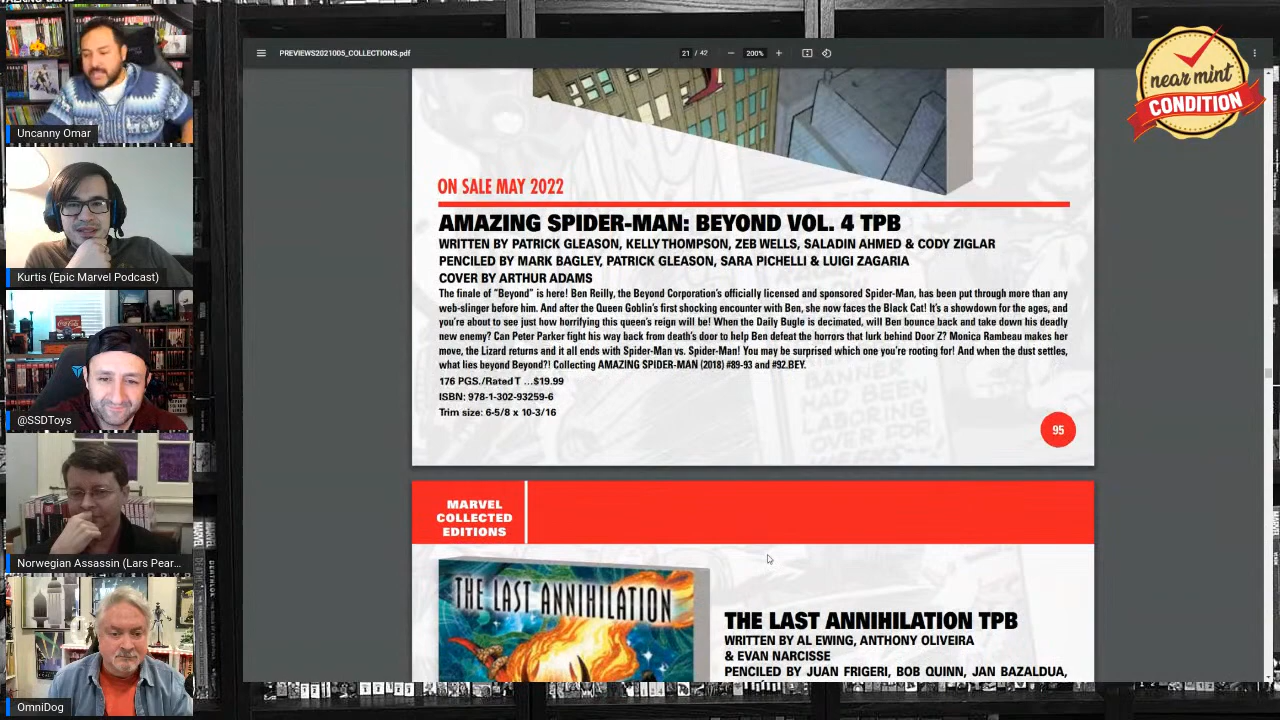 Uncanny Omar
Kurtis (Epic Marvel Podcast)
@SSDToys
Norwegian Assassin (Lars Pear...
OmniDog
PREVIEWS2021005_COLLECTIONS.pdf
21 / 42
200%
near mint
CONDITION
ON SALE MAY 2022
AMAZING SPIDER-MAN: BEYOND VOL. 4 TPB
WRITTEN BY PATRICK GLEASON, KELLY THOMPSON, ZEB WELLS, SALADIN AHMED & CODY ZIGLAR
PENCILED BY MARK BAGLEY, PATRICK GLEASON, SARA PICHELLI & LUIGI ZAGARIA
COVER BY ARTHUR ADAMS
The finale of "Beyond" is here! Ben Reilly, the Beyond Corporation's officially licensed and sponsored Spider-Man, has been put through more than any
web-slinger before him. And after the Queen Goblin's first shocking encounter with Ben, she now faces the Black Cat! It's a showdown for the ages, and
you're about to see just how horrifying this queen's reign will be! When the Daily Bugle is decimated, will Ben bounce back and take down his deadly
new enemy? Can Peter Parker fight his way back from death's door to help Ben defeat the horrors that lurk behind Door Z? Monica Rambeau makes her
move, the Lizard returns and it all ends with Spider-Man vs. Spider-Man! You may be surprised which one you're rooting for! And when the dust settles,
what lies beyond Beyond?! Collecting AMAZING SPIDER-MAN (2018) #89-93 and #92.BEY.
176 PGS./Rated T ...$19.99
ISBN: 978-1-302-93259-6
Trim size: 6-5/8 x 10-3/16
95
MARVEL
COLLECTED
EDITIONS
THE LAST ANNIHILATION
THE LAST ANNIHILATION TPB
WRITTEN BY AL EWING, ANTHONY OLIVEIRA
& EVAN NARCISSE
PENCILED BY JUAN FRIGERI, BOB QUINN, JAN BAZALDUA,